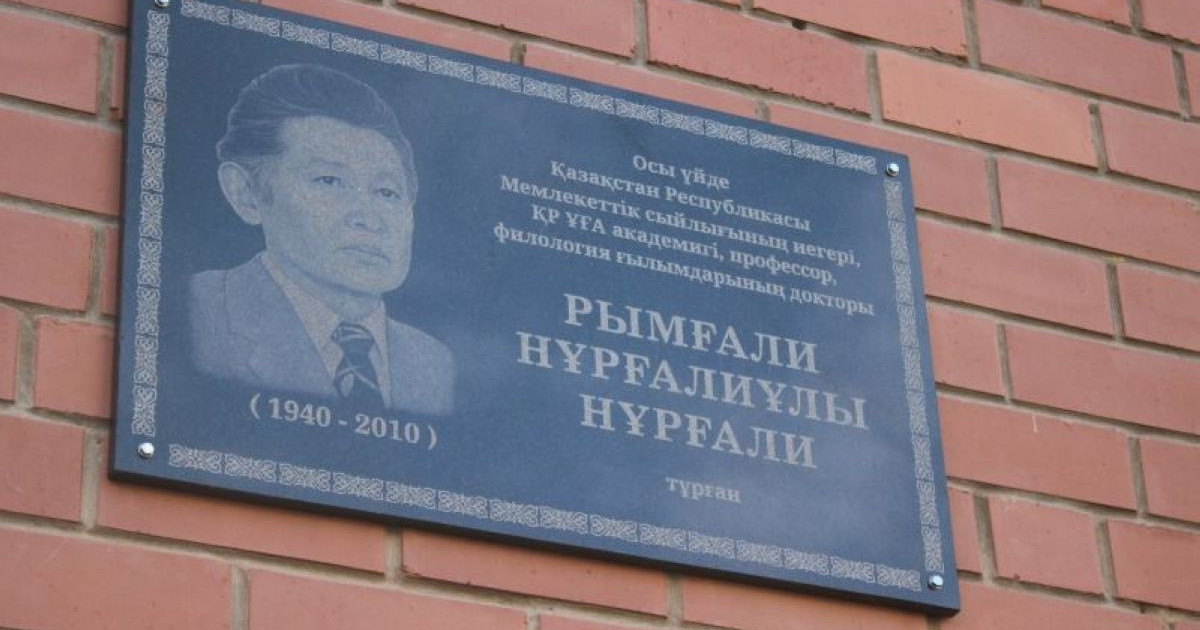 Осы үйде
Қазақстан Республикасы
Мемлекеттік сыйлығының иегері,
ҚР ҰҒА академигі, профессор,
филология ғылымдарының докторы
РЫМҒАЛИ
НҰРҒАЛИҰЛЫ
НҰРҒАЛИ
тұрған
( 1940 - 2010 )